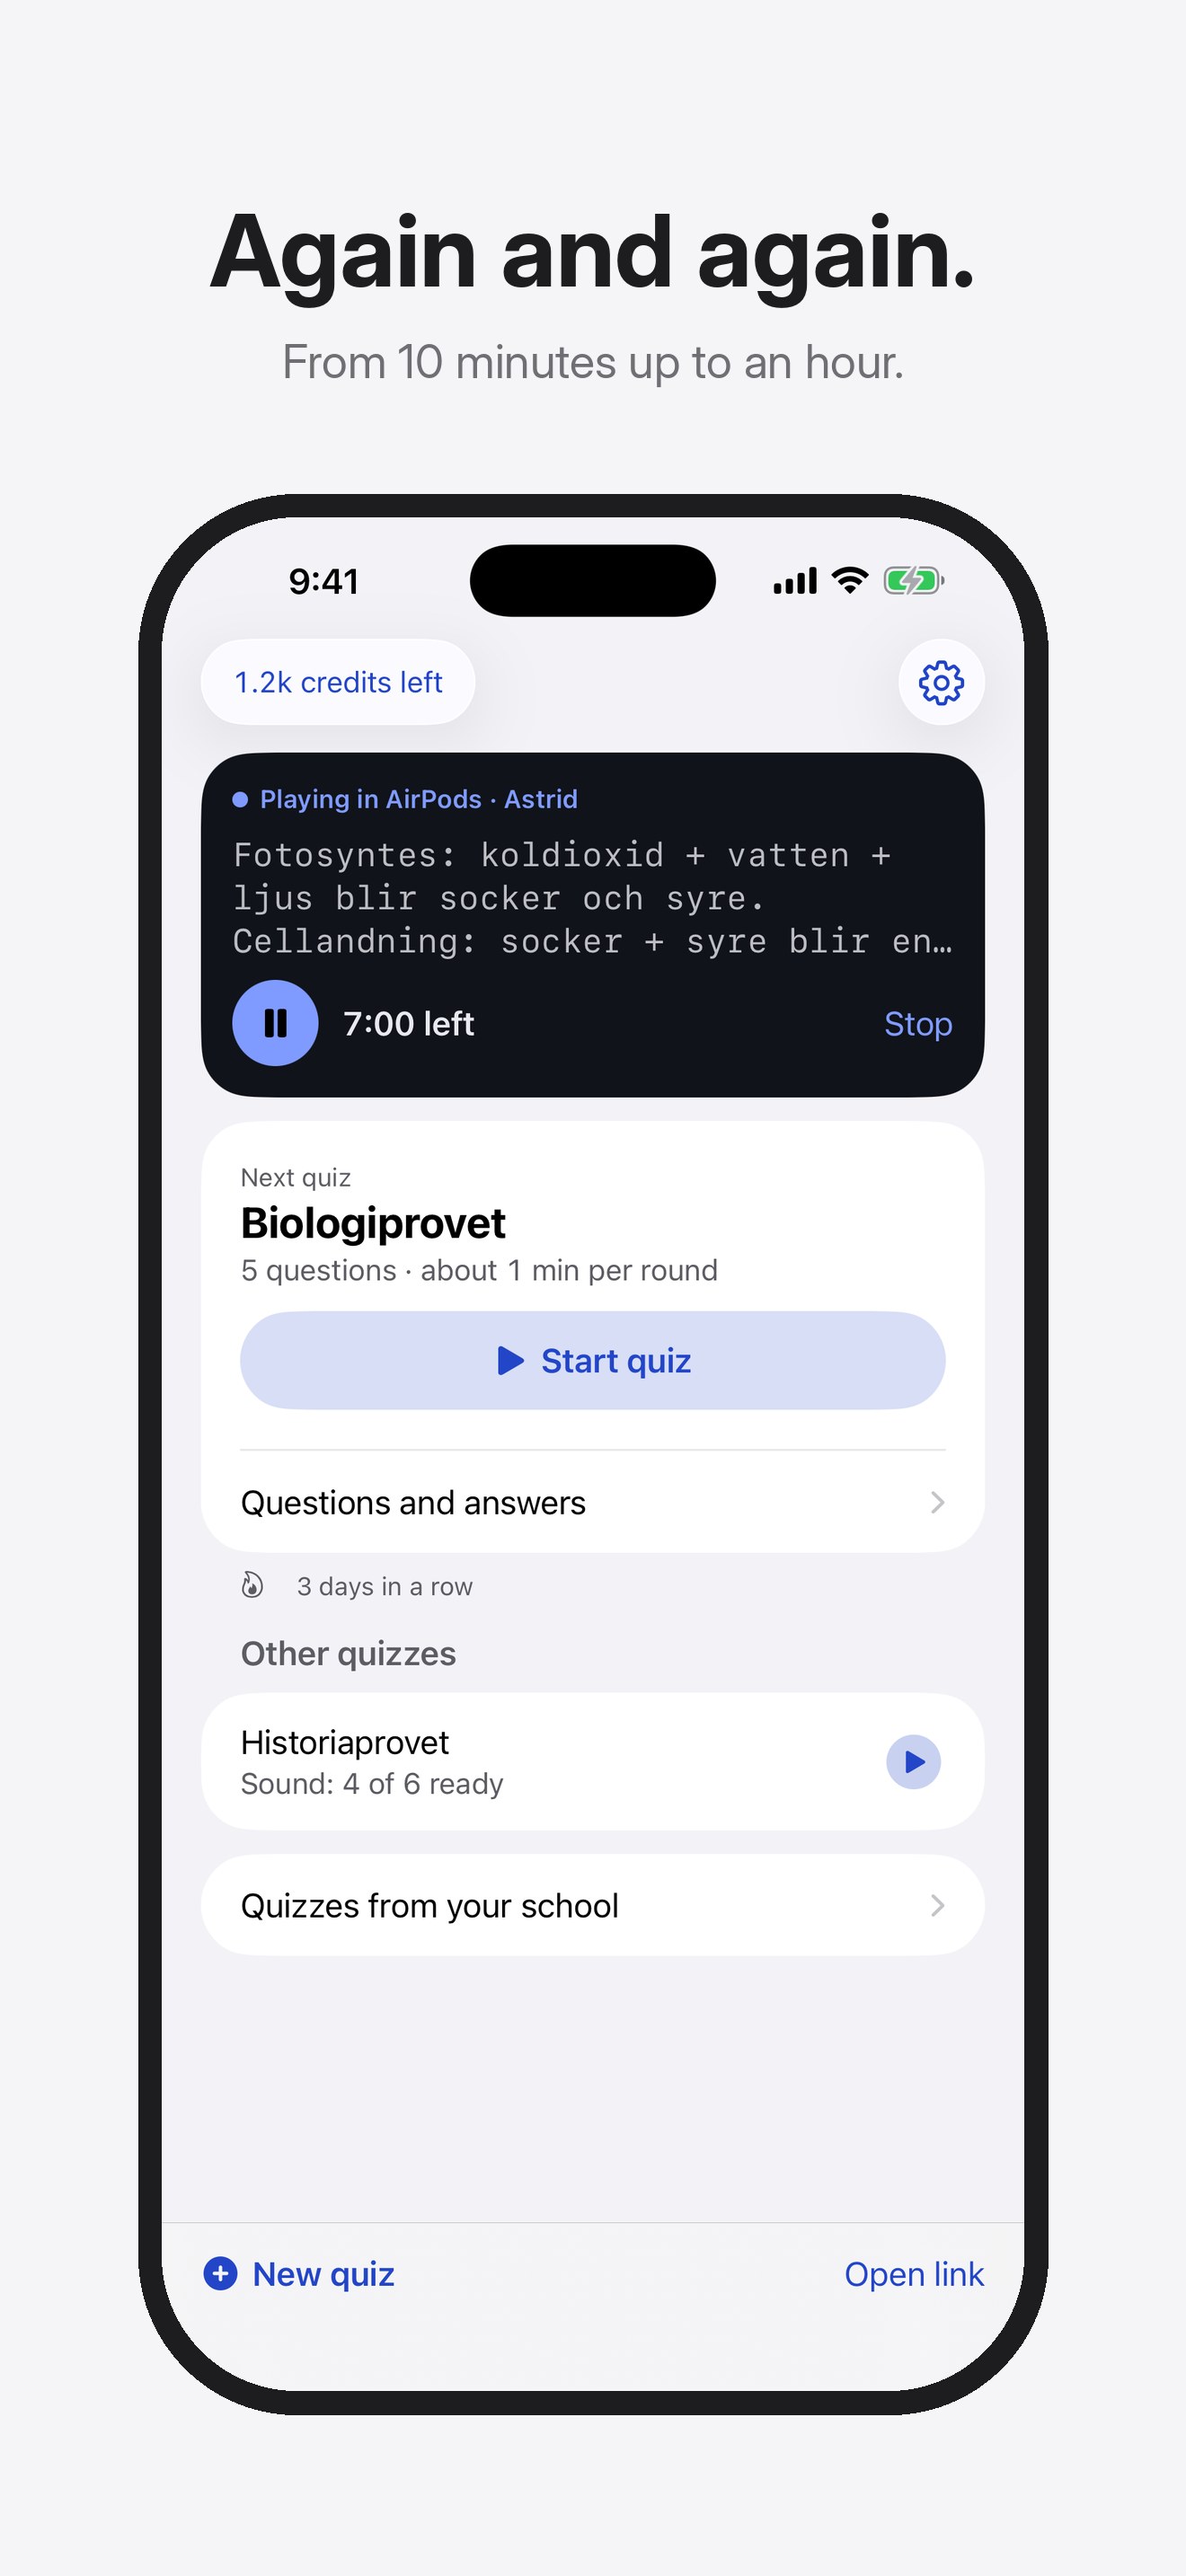 Again and again.
From 10 minutes up to an hour.
9:41
1.2k credits left
Playing in AirPods · Astrid
Fotosyntes: koldioxid + vatten +
ljus blir socker och syre.
Cellandning: socker + syre blir en…
7:00 left
Stop
Next quiz
Biologiprovet
5 questions · about 1 min per round
Start quiz
Questions and answers
3 days in a row
Other quizzes
Historiaprovet
Sound: 4 of 6 ready
Quizzes from your school
New quiz
Open link